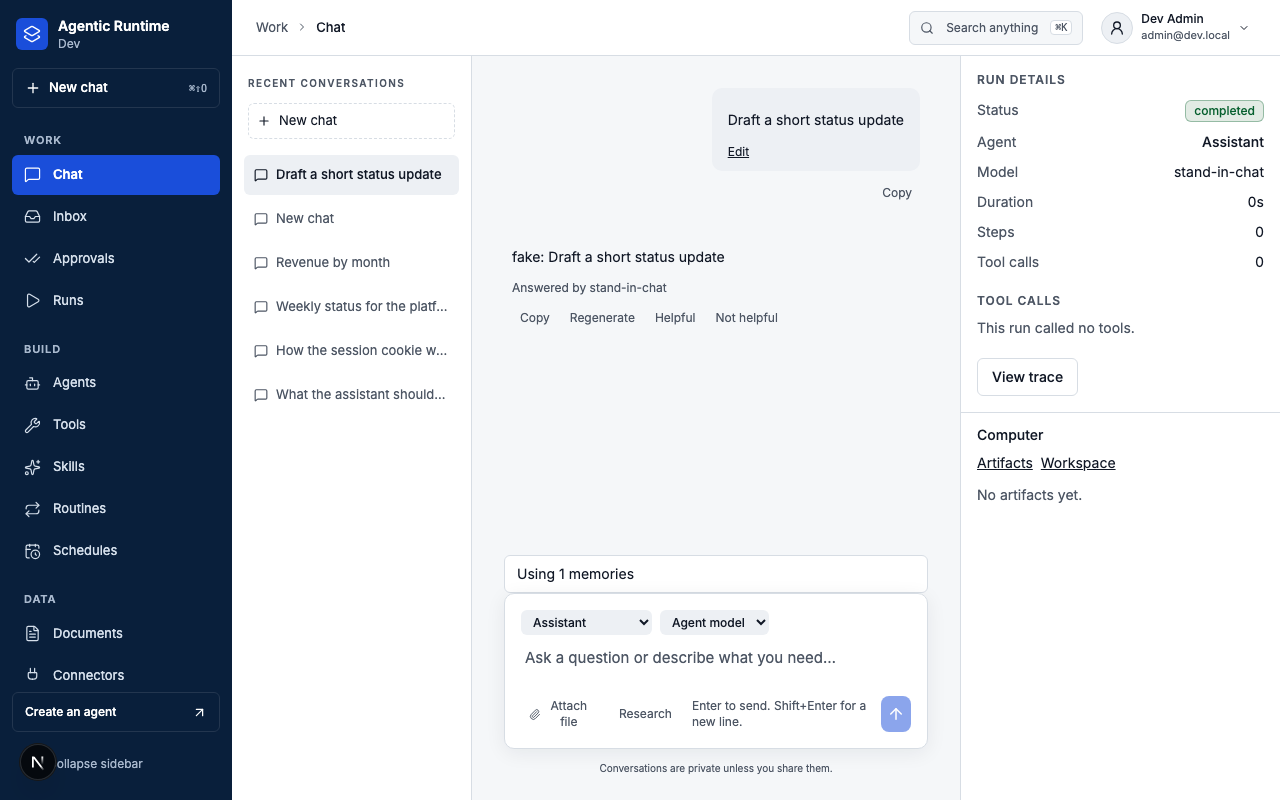 Agentic Runtime
Dev
New chat
⌘⇧O
WORK
Chat
Inbox
Approvals
Runs
BUILD
Agents
Tools
Skills
Routines
Schedules
DATA
Documents
Connectors
Create an agent
N
ollapse sidebar
Work
Chat
Search anything
⌘K
Dev Admin
admin@dev.local
RECENT CONVERSATIONS
New chat
Draft a short status update
New chat
Revenue by month
Weekly status for the platf...
How the session cookie w...
What the assistant should...
Draft a short status update
Edit
Copy
fake: Draft a short status update
Answered by stand-in-chat
Copy Regenerate Helpful Not helpful
Using 1 memories
Assistant
Agent model
Ask a question or describe what you need...
Attach
file
Research
Enter to send. Shift+Enter for a
new line.
Conversations are private unless you share them.
RUN DETAILS
Status completed
Agent Assistant
Model stand-in-chat
Duration 0s
Steps 0
Tool calls 0
TOOL CALLS
This run called no tools.
View trace
Computer
Artifacts Workspace
No artifacts yet.